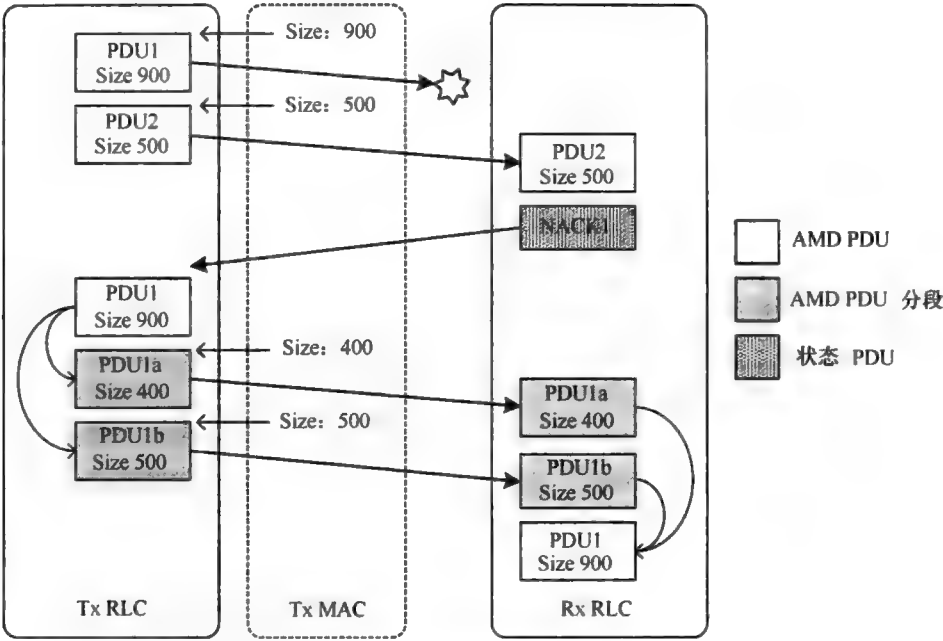 Size: 900
PDU1
Size 900
Size: 500
PDU2
Size 500
PDU2
Size 500
NACK1
PDU1
Size 900
Size: 400
PDU1a
Size 400
PDU1a
Size 400
Size: 500
PDU1b
Size 500
PDU1b
Size 500
PDU1
Size 900
Tx RLC
Tx MAC
Rx RLC
AMD PDU
AMD PDU 分段
状态 PDU